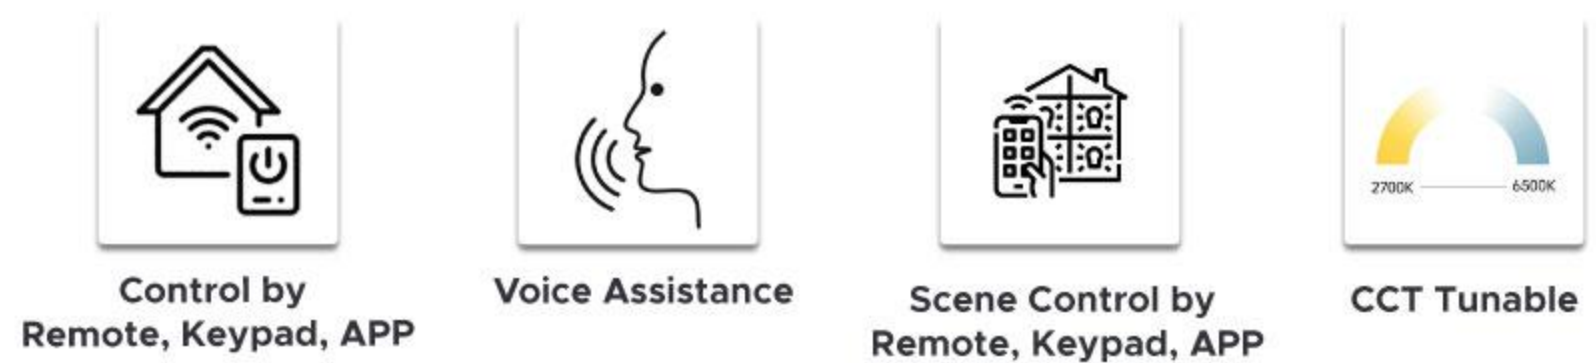 Control by
Remote, Keypad, APP
Voice Assistance
Scene Control by
Remote, Keypad, APP
2700K
6500K
CCT Tunable